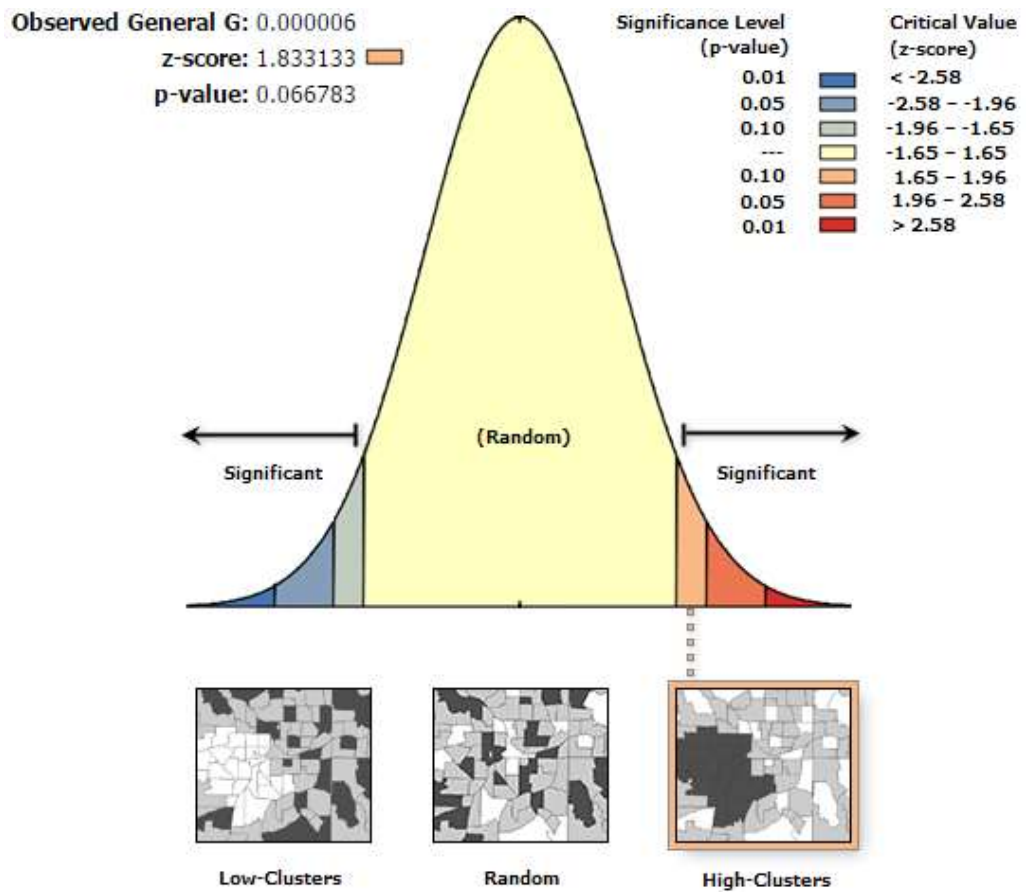 Observed General G: 0.000006
z-score: 1.833133
p-value: 0.066783
Significance Level
(p-value)
Critical Value
(z-score)
0.01 < -2.58
0.05 -2.58 – -1.96
0.10 -1.96 – -1.65
--- -1.65 – 1.65
0.10 1.65 – 1.96
0.05 1.96 – 2.58
0.01 > 2.58
(Random)
Significant
Significant
Low-Clusters
Random
High-Clusters